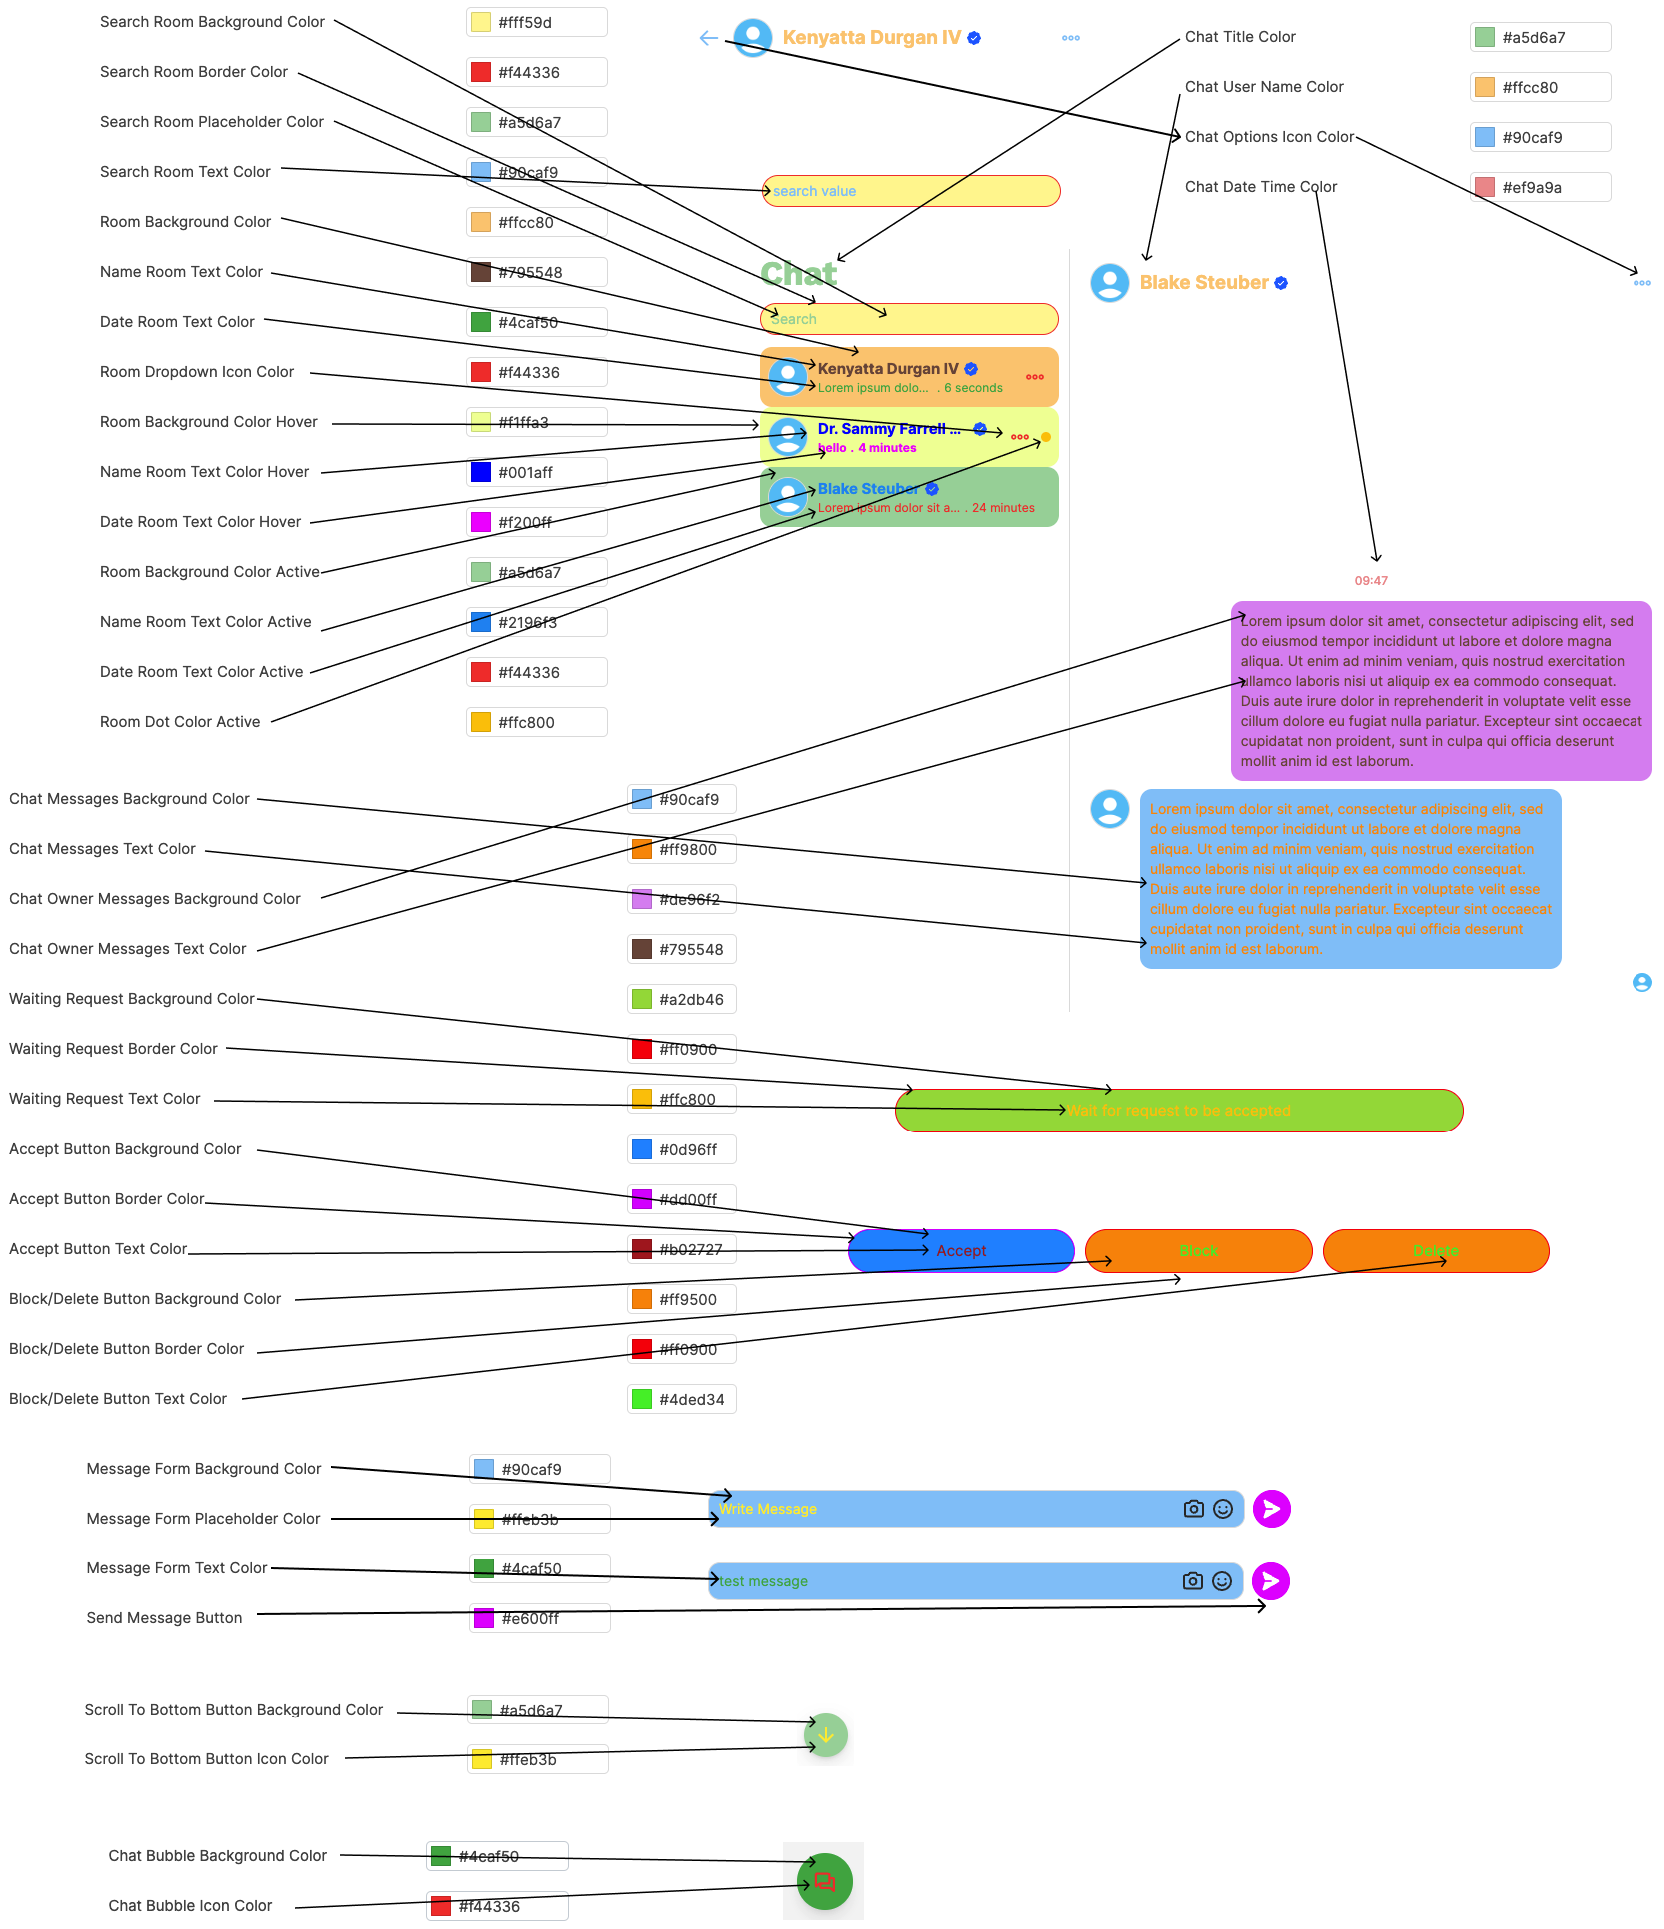 Search Room Background Color #fff59d
Search Room Border Color #f44336
Search Room Placeholder Color #a5d6a7
Search Room Text Color #90caf9
Room Background Color #ffcc80
Name Room Text Color #795548
Date Room Text Color #4caf50
Room Dropdown Icon Color #f44336
Room Background Color Hover #f1ffa3
Name Room Text Color Hover #001aff
Date Room Text Color Hover #f200ff
Room Background Color Active #a5d6a7
Name Room Text Color Active #2196f3
Date Room Text Color Active #f44336
Room Dot Color Active #ffc800
Kenyatta Durgan IV
search value
Chat
Search
Kenyatta Durgan IV
Lorem ipsum dolo... . 6 seconds
Dr. Sammy Farrell ...
hello . 4 minutes
Blake Steuber
Lorem ipsum dolor sit a... . 24 minutes
Chat Title Color #a5d6a7
Chat User Name Color #ffcc80
Chat Options Icon Color #90caf9
Chat Date Time Color #ef9a9a
Blake Steuber
09:47
Lorem ipsum dolor sit amet, consectetur adipiscing elit, sed
do eiusmod tempor incididunt ut labore et dolore magna
aliqua. Ut enim ad minim veniam, quis nostrud exercitation
ullamco laboris nisi ut aliquip ex ea commodo consequat.
Duis aute irure dolor in reprehenderit in voluptate velit esse
cillum dolore eu fugiat nulla pariatur. Excepteur sint occaecat
cupidatat non proident, sunt in culpa qui officia deserunt
mollit anim id est laborum.
Lorem ipsum dolor sit amet, consectetur adipiscing elit, sed
do eiusmod tempor incididunt ut labore et dolore magna
aliqua. Ut enim ad minim veniam, quis nostrud exercitation
ullamco laboris nisi ut aliquip ex ea commodo consequat.
Duis aute irure dolor in reprehenderit in voluptate velit esse
cillum dolore eu fugiat nulla pariatur. Excepteur sint occaecat
cupidatat non proident, sunt in culpa qui officia deserunt
mollit anim id est laborum.
Chat Messages Background Color #90caf9
Chat Messages Text Color #ff9800
Chat Owner Messages Background Color #de96f2
Chat Owner Messages Text Color #795548
Waiting Request Background Color #a2db46
Waiting Request Border Color #ff0900
Waiting Request Text Color #ffc800
Wait for request to be accepted
Accept Button Background Color #0d96ff
Accept Button Border Color #dd00ff
Accept Button Text Color #b02727
Accept Block Delete
Block/Delete Button Background Color #ff9500
Block/Delete Button Border Color #ff0900
Block/Delete Button Text Color #4ded34
Message Form Background Color #90caf9
Write Message
Message Form Placeholder Color #ffeb3b
Message Form Text Color #4caf50
test message
Send Message Button #e600ff
Scroll To Bottom Button Background Color #a5d6a7
Scroll To Bottom Button Icon Color #ffeb3b
Chat Bubble Background Color #4caf50
Chat Bubble Icon Color #f44336